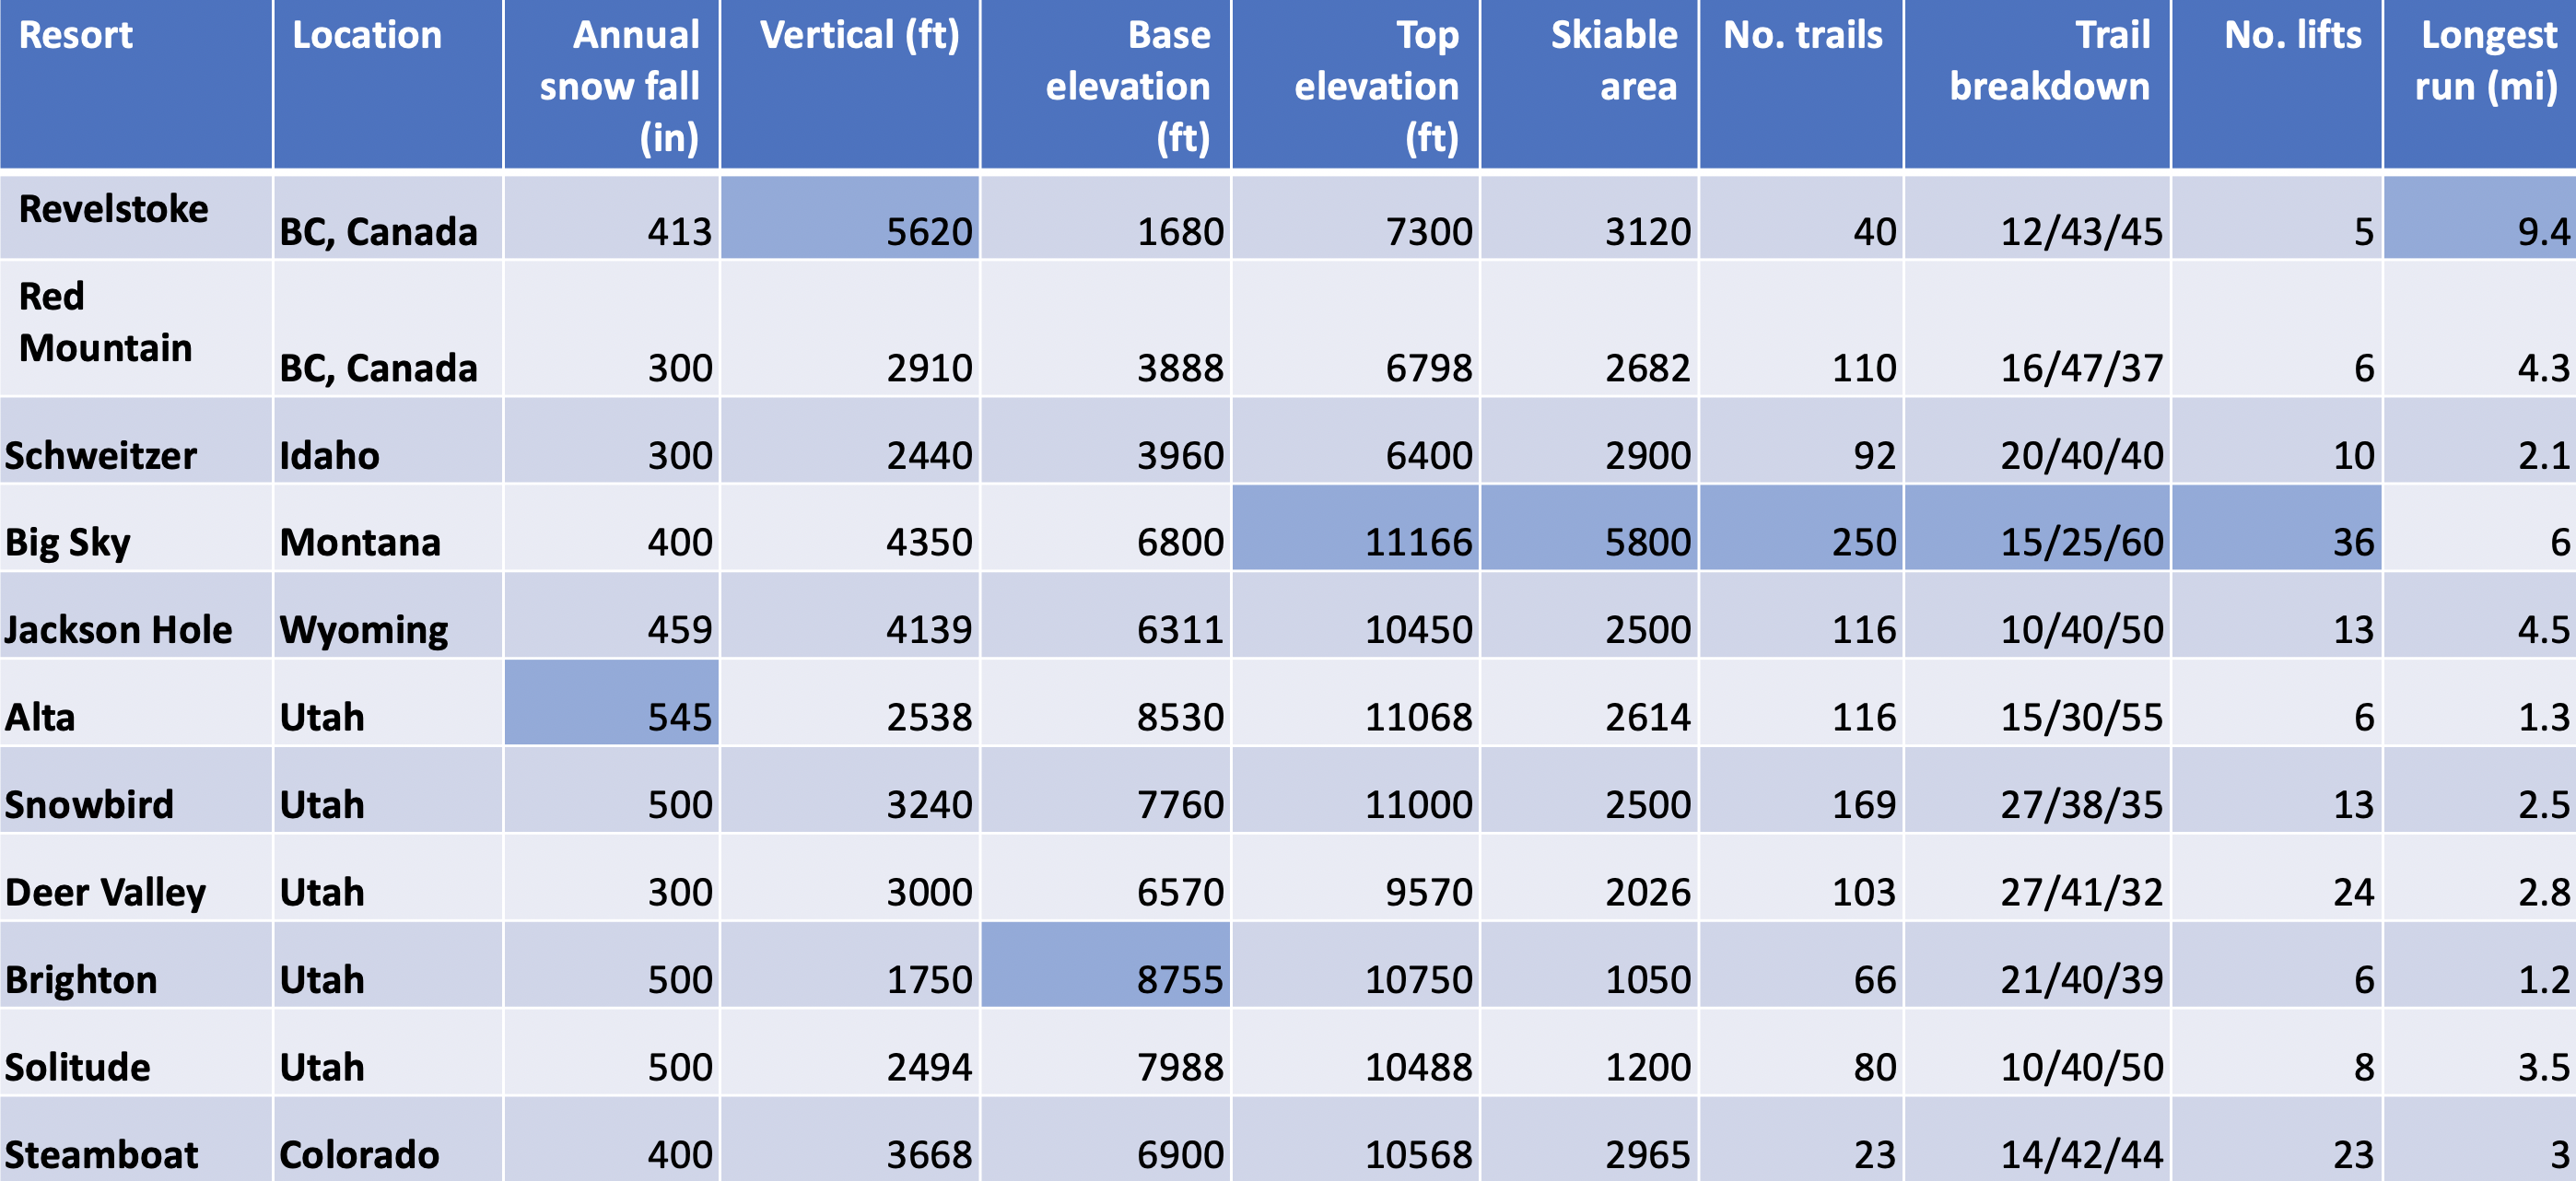 Resort Location Annual snow fall (in) Vertical (ft) Base elevation (ft) Top elevation (ft) Skiable area No. trails Trail breakdown No. lifts Longest run (mi)
Revelstoke BC, Canada 413 5620 1680 7300 3120 40 12/43/45 5 9.4
Red Mountain BC, Canada 300 2910 3888 6798 2682 110 16/47/37 6 4.3
Schweitzer Idaho 300 2440 3960 6400 2900 92 20/40/40 10 2.1
Big Sky Montana 400 4350 6800 11166 5800 250 15/25/60 36 6
Jackson Hole Wyoming 459 4139 6311 10450 2500 116 10/40/50 13 4.5
Alta Utah 545 2538 8530 11068 2614 116 15/30/55 6 1.3
Snowbird Utah 500 3240 7760 11000 2500 169 27/38/35 13 2.5
Deer Valley Utah 300 3000 6570 9570 2026 103 27/41/32 24 2.8
Brighton Utah 500 1750 8755 10750 1050 66 21/40/39 6 1.2
Solitude Utah 500 2494 7988 10488 1200 80 10/40/50 8 3.5
Steamboat Colorado 400 3668 6900 10568 2965 23 14/42/44 23 3